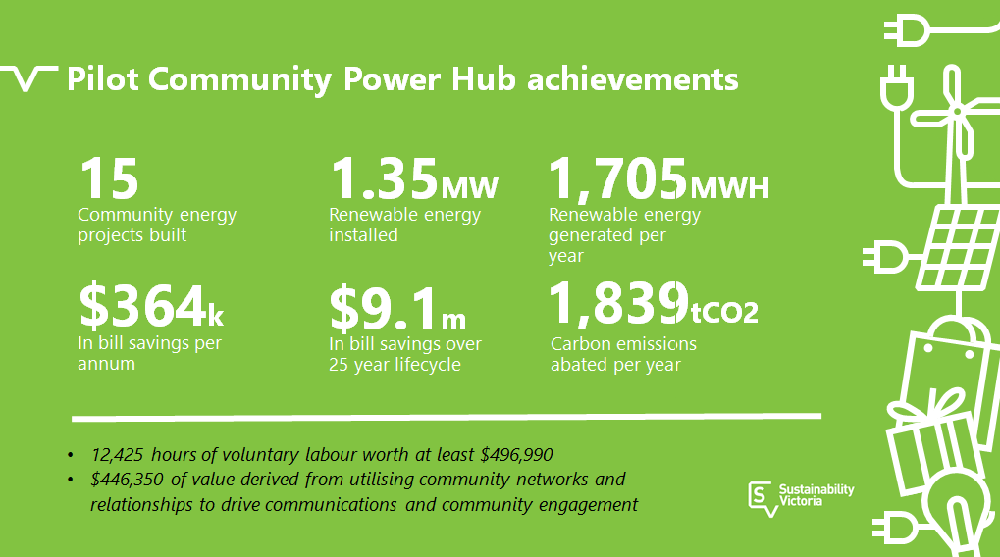 Pilot Community Power Hub achievements
15
Community energy
projects built
1.35MW
Renewable energy
installed
1,705MWH
Renewable energy
generated per
year
$364k
In bill savings per
annum
$9.1m
In bill savings over
25 year lifecycle
1,839tCO2
Carbon emissions
abated per year
• 12,425 hours of voluntary labour worth at least $496,990
• $446,350 of value derived from utilising community networks and
relationships to drive communications and community engagement
S
Sustainability
Victoria